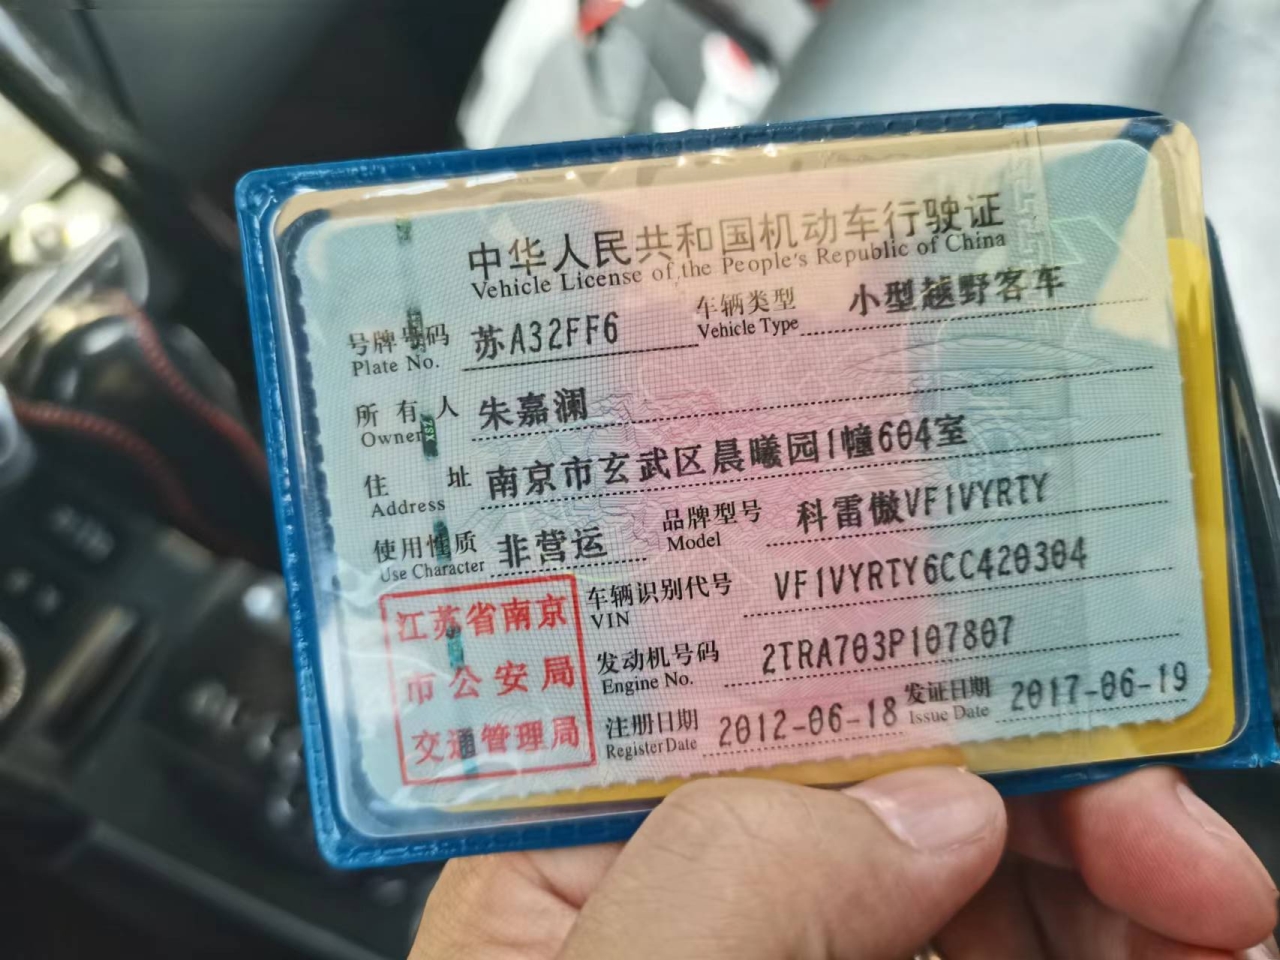 中华人民共和国机动车行驶证
Vehicle License of the People's Republic of China
号牌号码 苏A32FF6 车辆类型 小型越野客车
Plate No. Vehicle Type
所有人 朱嘉澜
Owner
住址 南京市玄武区晨曦园1幢604室
Address
使用性质 非营运 品牌型号 科雷傲VF1VYRTY
Use Character Model
车辆识别代号 VF1VYRTY6CC420304
VIN
发动机号码 2TRA703P107807
Engine No.
注册日期 2012-06-18 发证日期 2017-06-19
Register Date Issue Date
江苏省南京
市公安局
交通管理局
XSZ